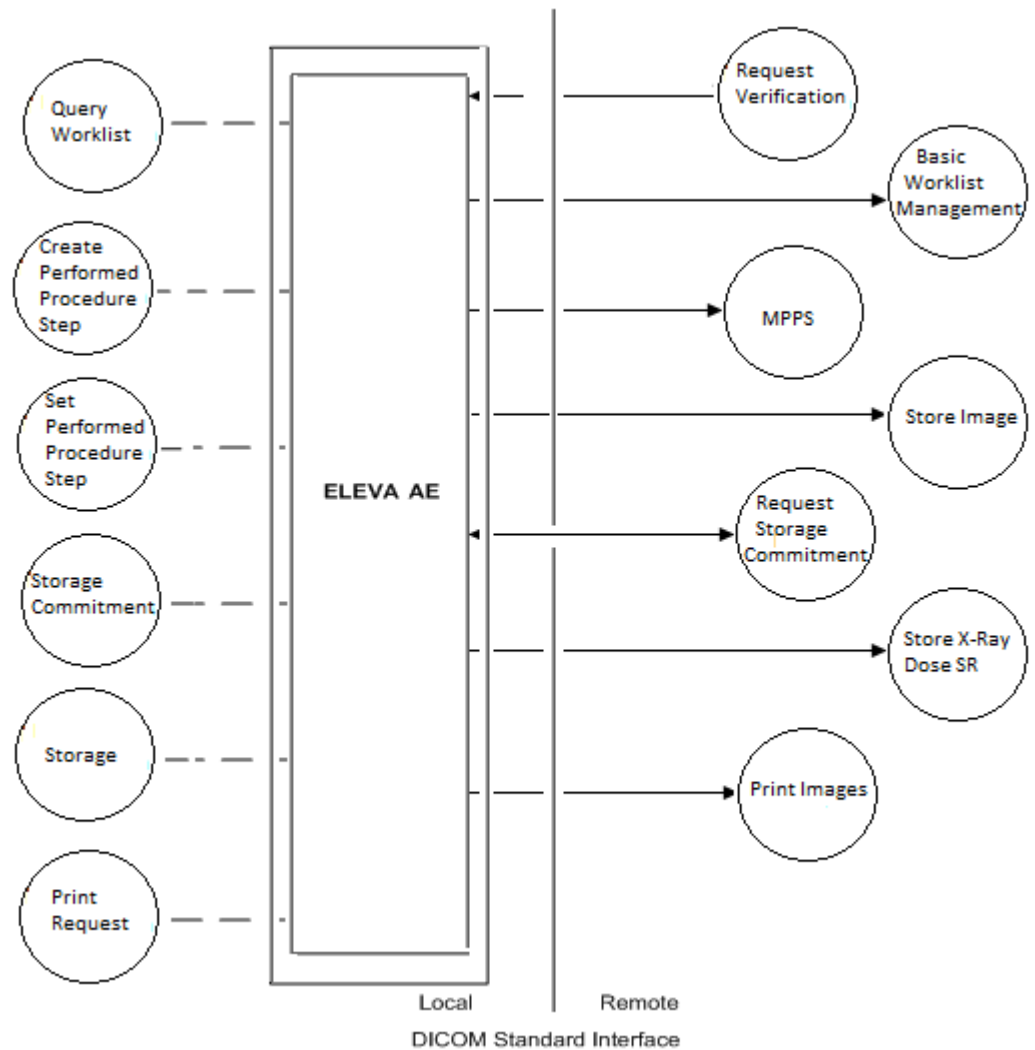 Query
Worklist
Create
Performed
Procedure
Step
Set
Performed
Procedure
Step
Storage
Commitment
Storage
Print
Request
ELEVA AE
Request
Verification
Basic
Worklist
Management
MPPS
Store Image
Request
Storage
Commitment
Store X-Ray
Dose SR
Print Images
Local
Remote
DICOM Standard Interface